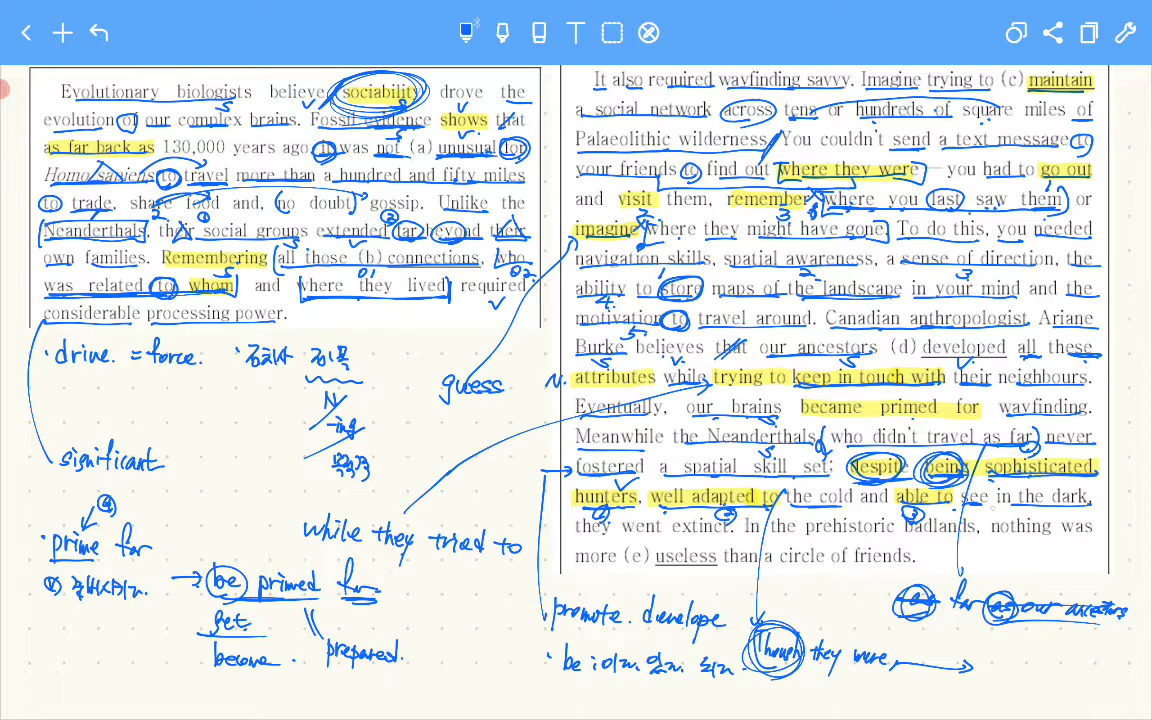 Evolutionary biologists believe sociability drove the
evolution of our complex brains. Fossil evidence shows that
as far back as 130,000 years ago, it was not (a) unusual for
Homo sapiens to travel more than a hundred and fifty miles
to trade, share food and, no doubt, gossip. Unlike the
Neanderthals, their social groups extended far beyond their
own families. Remembering all those (b) connections, who
was related to whom and where they lived required
considerable processing power.
· drive. = force.
N
-ing
guess
significant
④
· prime for
while they tried to
→ be primed for
get
become.
prepared.
It also required wayfinding savvy. Imagine trying to (c) maintain
a social network across tens or hundreds of square miles of
Palaeolithic wilderness. You couldn't send a text message to
your friends to find out where they were — you had to go out
and visit them, remember where you last saw them or
imagine where they might have gone. To do this, you needed
navigation skills, spatial awareness, a sense of direction, the
ability to store maps of the landscape in your mind and the
motivation to travel around. Canadian anthropologist Ariane
Burke believes that our ancestors (d) developed all these
attributes while trying to keep in touch with their neighbours.
Eventually, our brains became primed for wayfinding.
Meanwhile the Neanderthals, who didn't travel as far, never
fostered a spatial skill set; despite being sophisticated
hunters, well adapted to the cold and able to see in the dark,
they went extinct. In the prehistoric badlands, nothing was
more (e) useless than a circle of friends.
far as our ancestors
promote. develope
· be 이다. 있다. 되다.
Though they were,